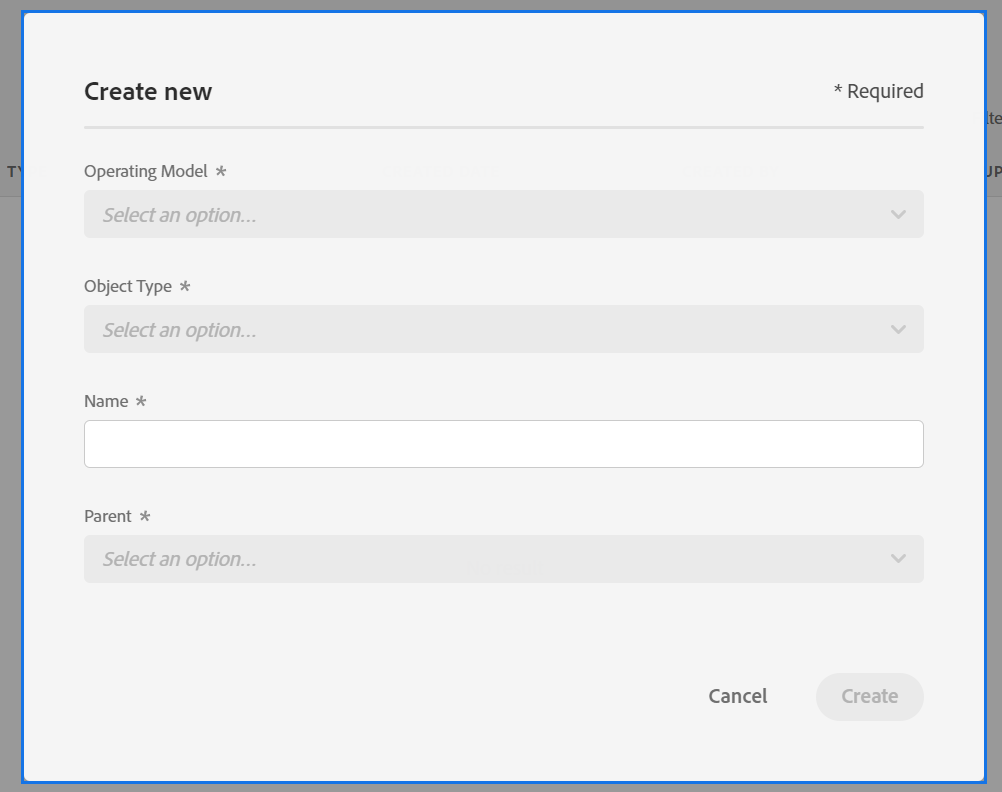 Create new
* Required
Operating Model *
Select an option...
Object Type *
Select an option...
Name *
Parent *
Select an option...
Cancel
Create